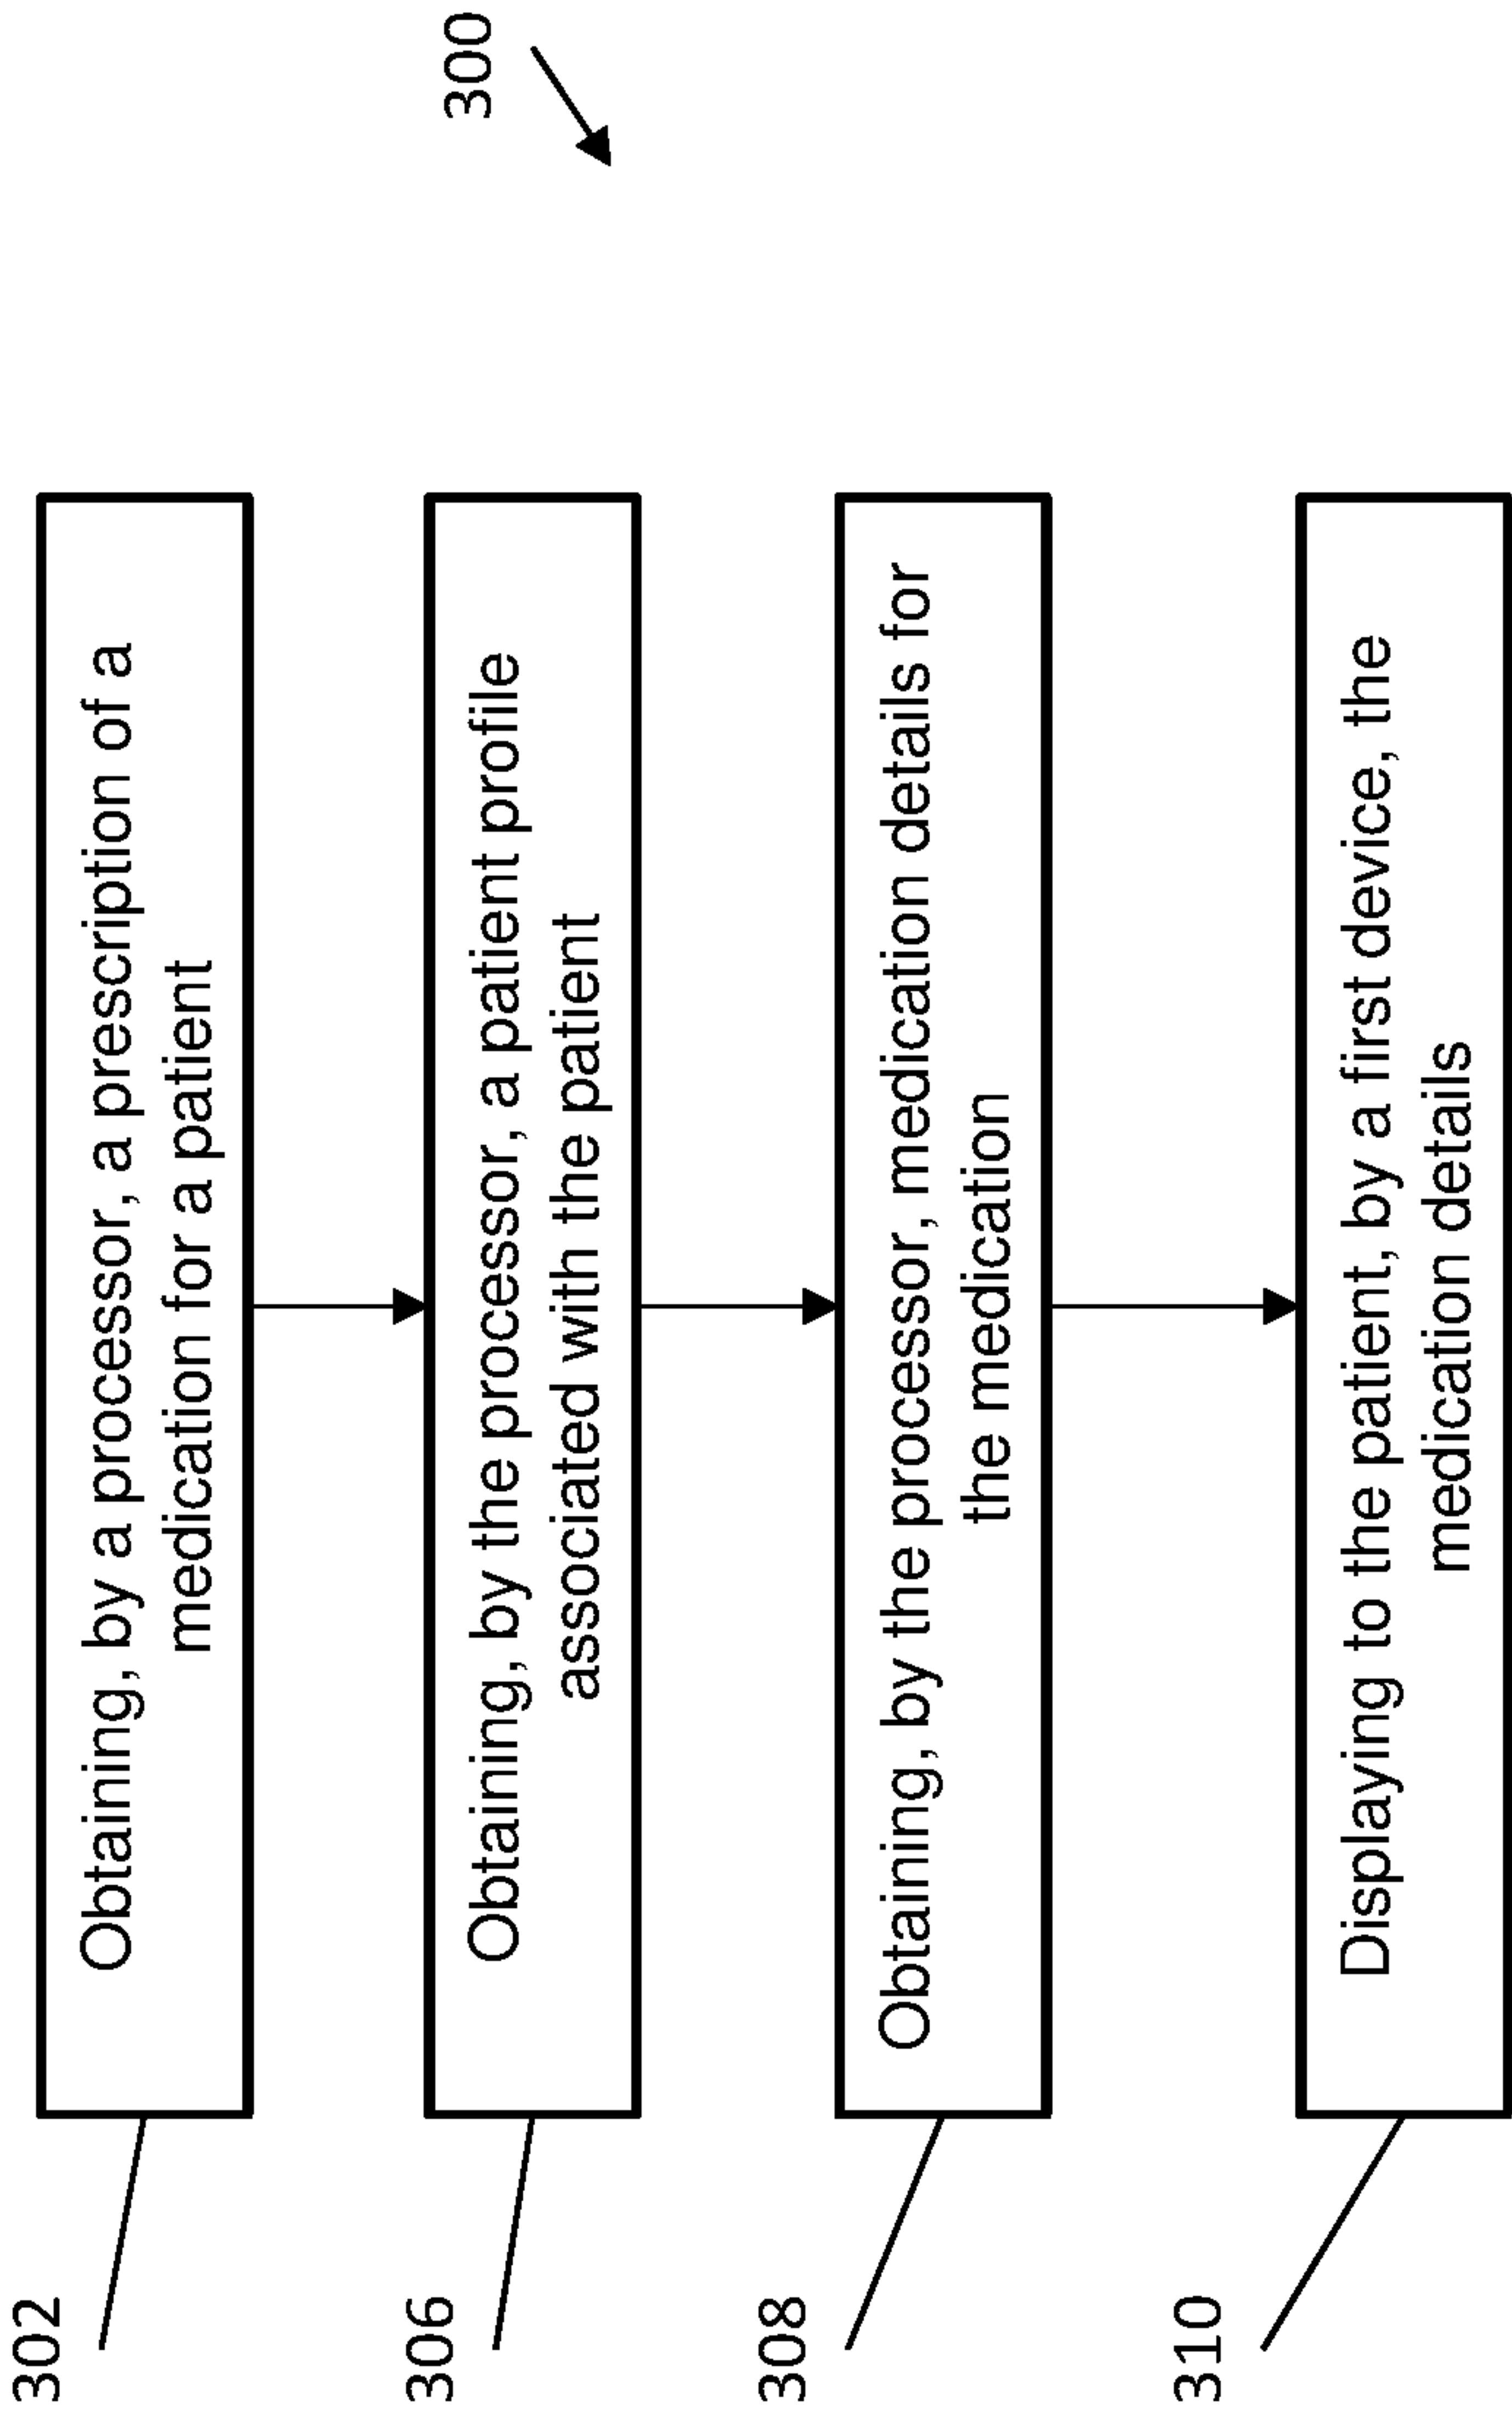 300
302
Obtaining, by a processor, a prescription of a
medication for a patient
306
Obtaining, by the processor, a patient profile
associated with the patient
308
Obtaining, by the processor, medication details for
the medication
310
Displaying to the patient, by a first device, the
medication details